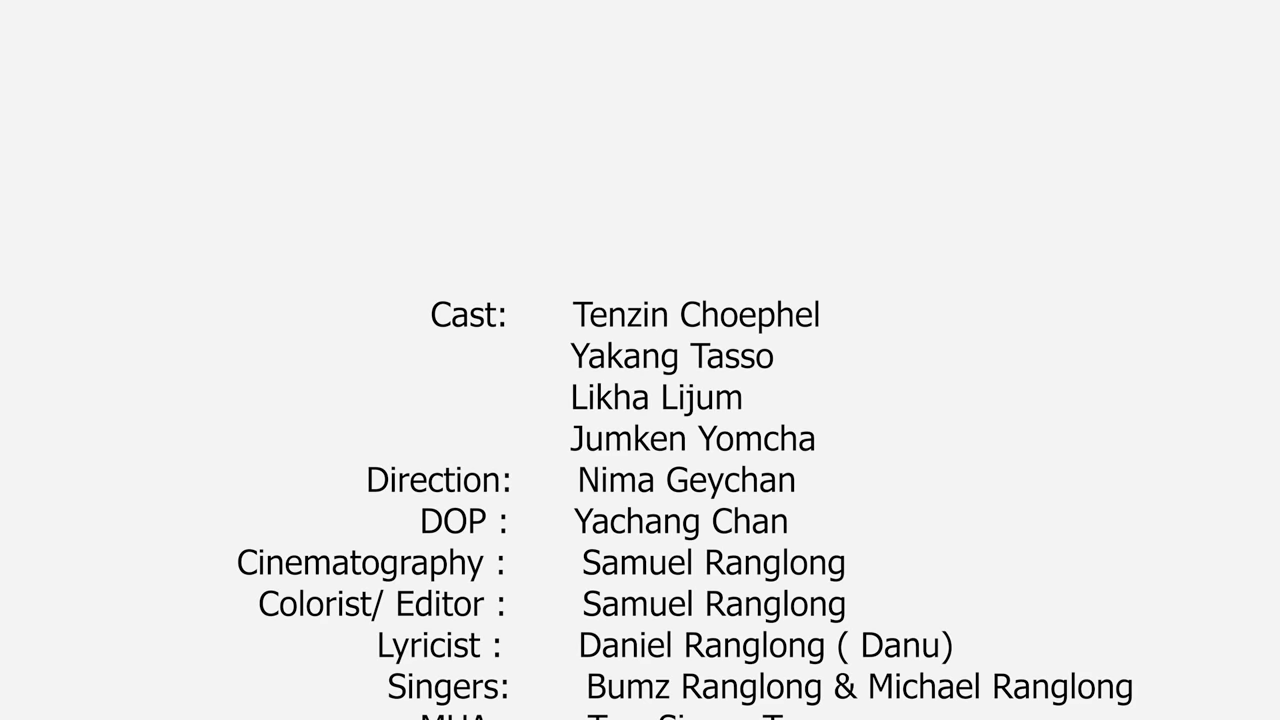 Cast: Tenzin Choephel
Yakang Tasso
Likha Lijum
Jumken Yomcha
Direction: Nima Geychan
DOP : Yachang Chan
Cinematography : Samuel Ranglong
Colorist/ Editor : Samuel Ranglong
Lyricist : Daniel Ranglong ( Danu)
Singers: Bumz Ranglong & Michael Ranglong